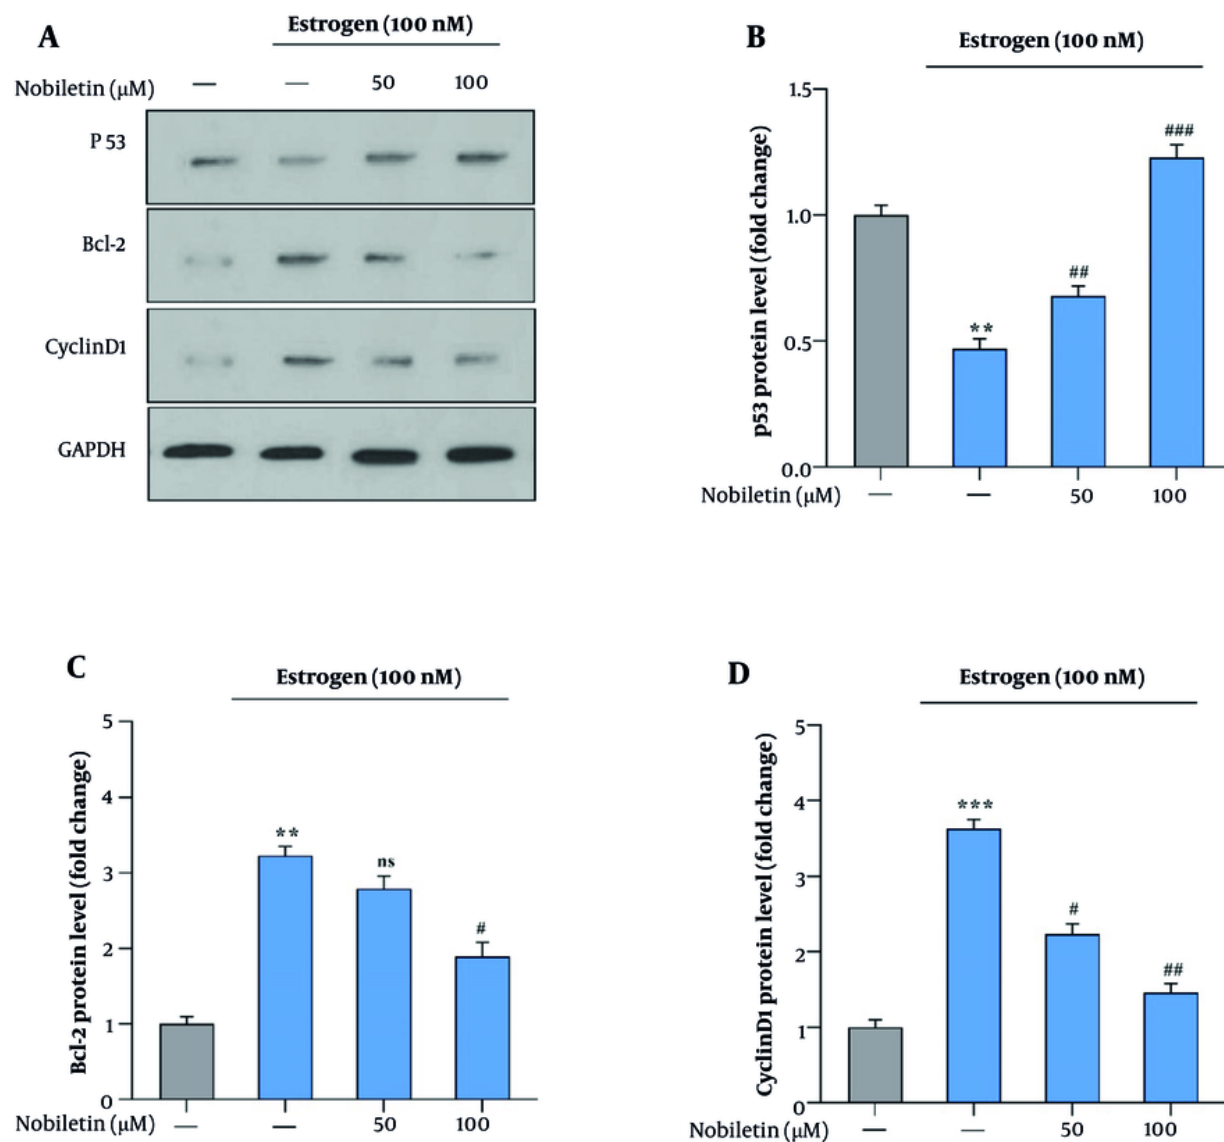 A
Estrogen (100 nM)
Nobiletin (μM) — — 50 100
P 53
Bcl-2
CyclinD1
GAPDH
B
Estrogen (100 nM)
p53 protein level (fold change)
1.5
1.0
0.5
0.0
**
##
###
Nobiletin (μM) — — 50 100
C
Estrogen (100 nM)
Bcl-2 protein level (fold change)
5
4
3
2
1
0
**
ns
#
Nobiletin (μM) — — 50 100
D
Estrogen (100 nM)
CyclinD1 protein level (fold change)
5
4
3
2
1
0
***
#
##
Nobiletin (μM) — — 50 100